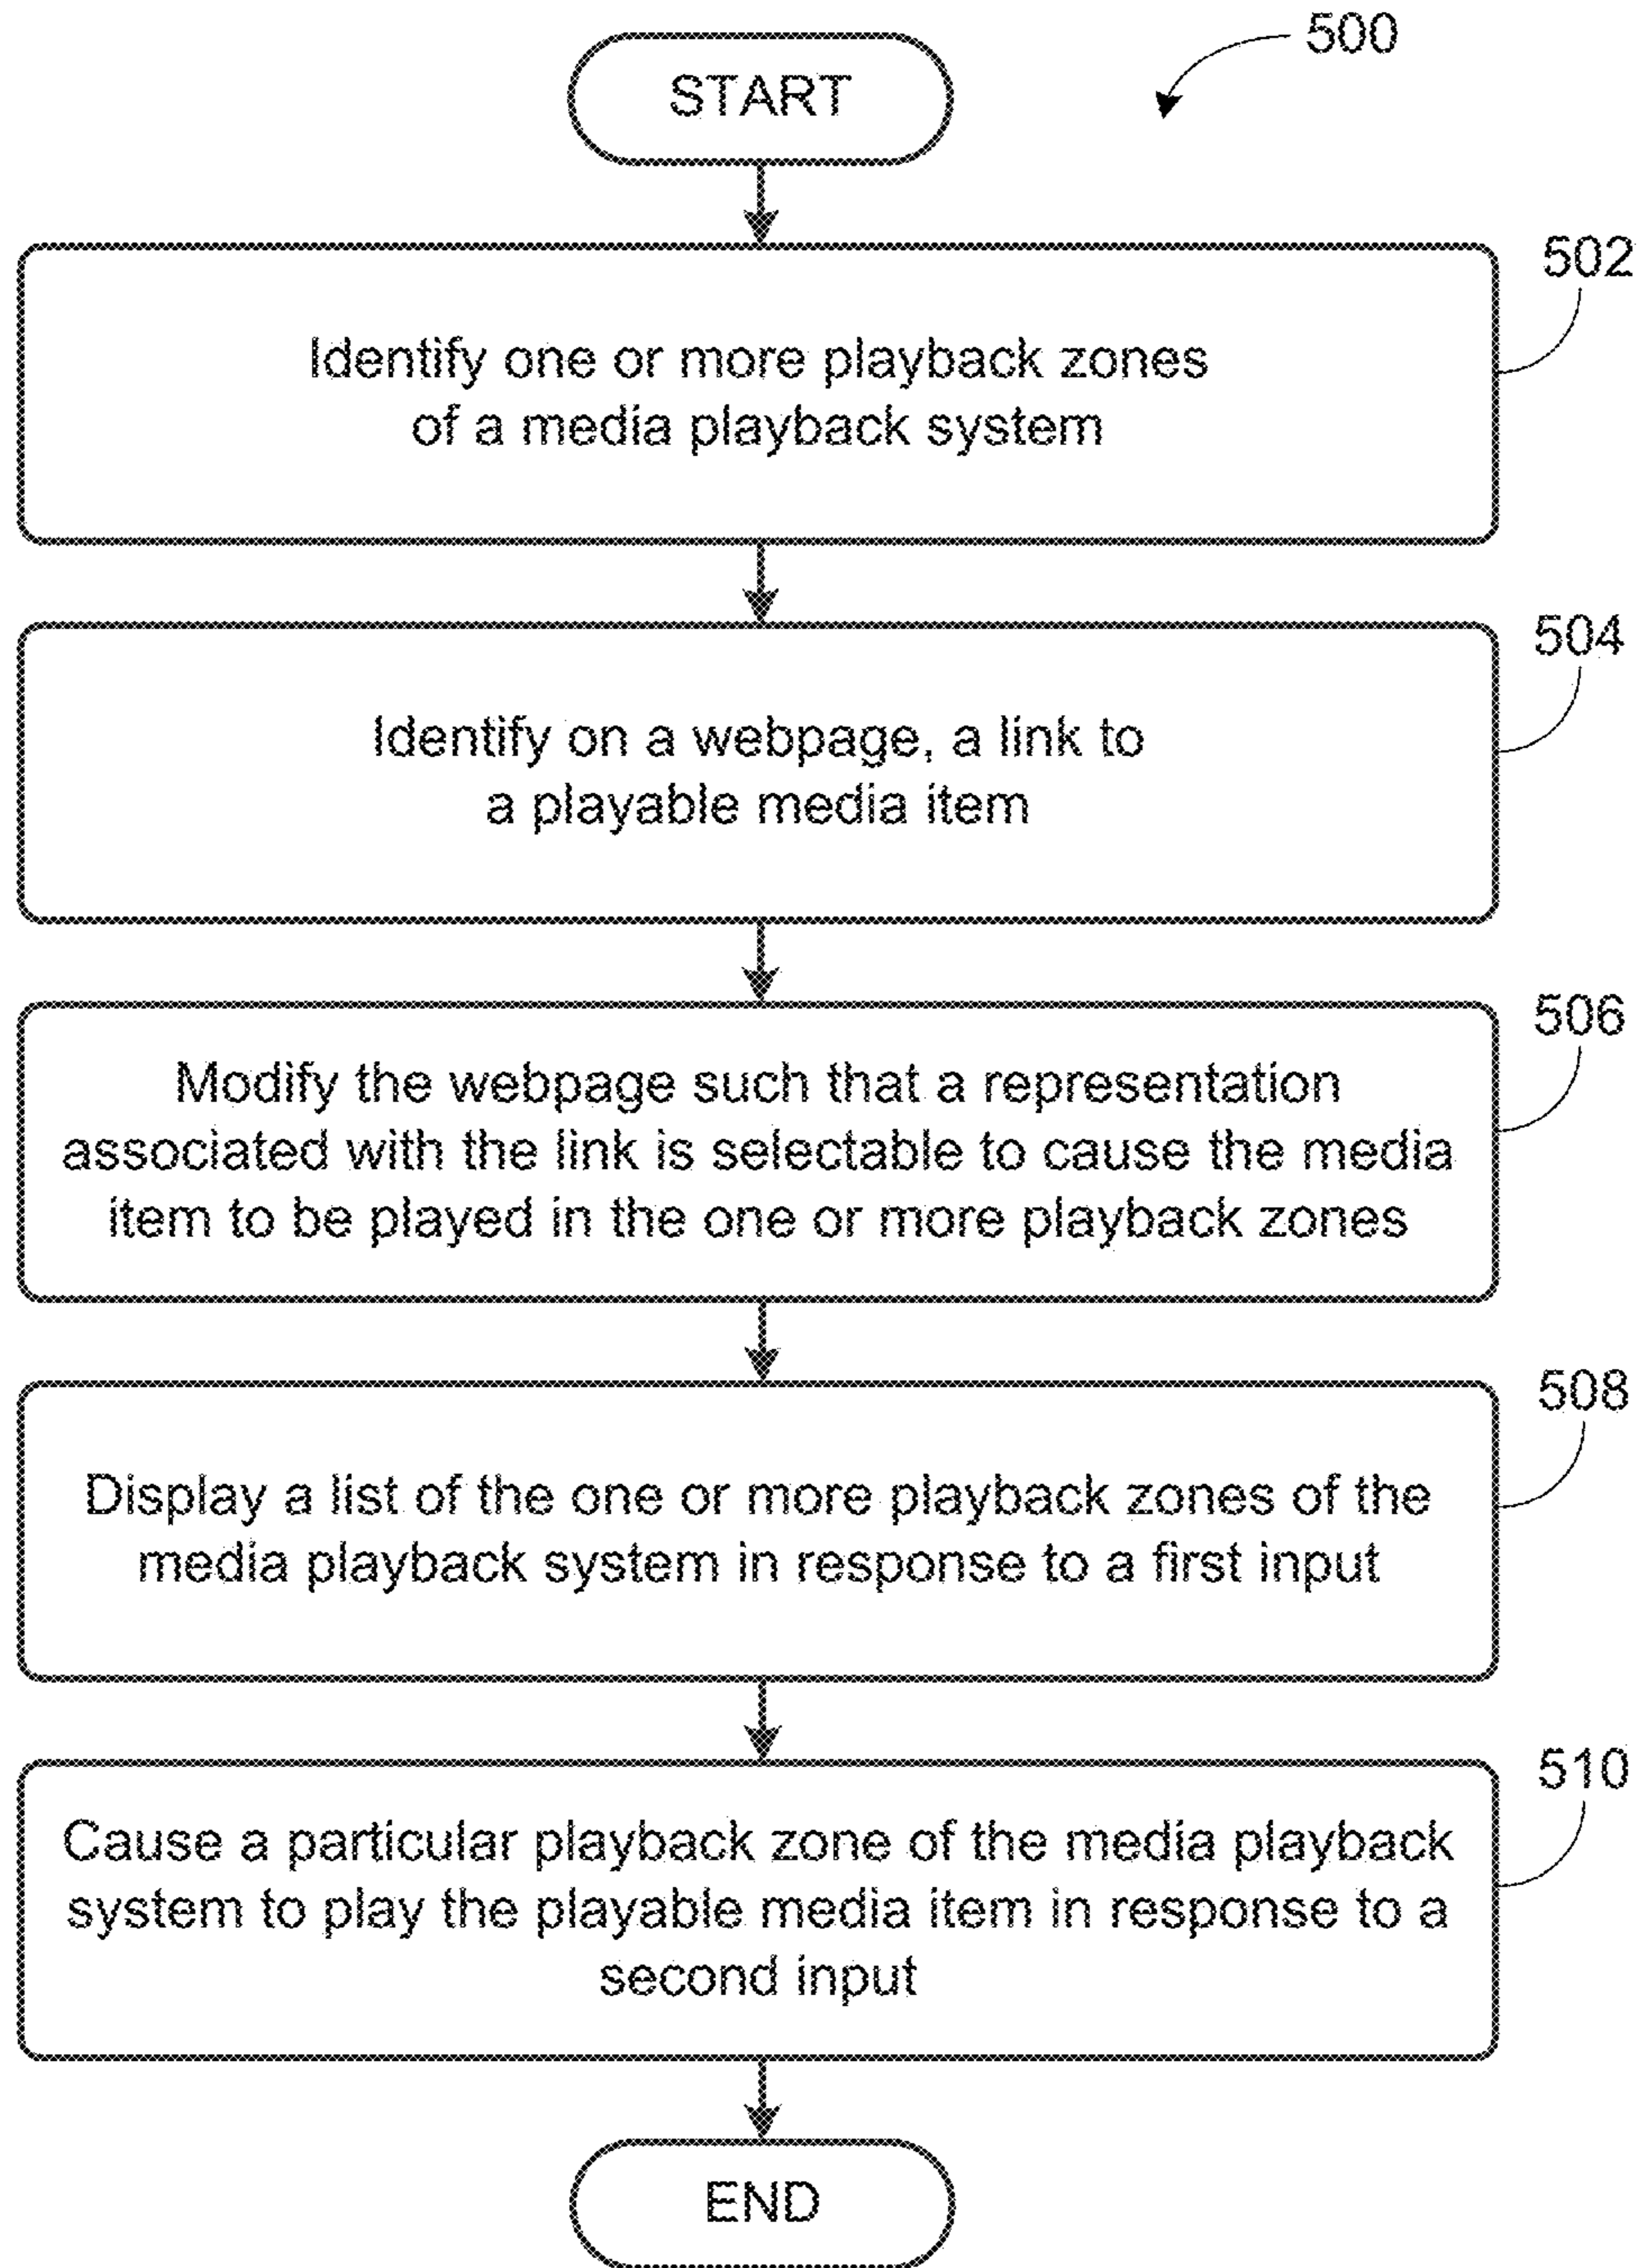 500
START
502
Identify one or more playback zones
of a media playback system
504
Identify on a webpage, a link to
a playable media item
506
Modify the webpage such that a representation
associated with the link is selectable to cause the media
item to be played in the one or more playback zones
508
Display a list of the one or more playback zones of the
media playback system in response to a first input
510
Cause a particular playback zone of the media playback
system to play the playable media item in response to a
second input
END